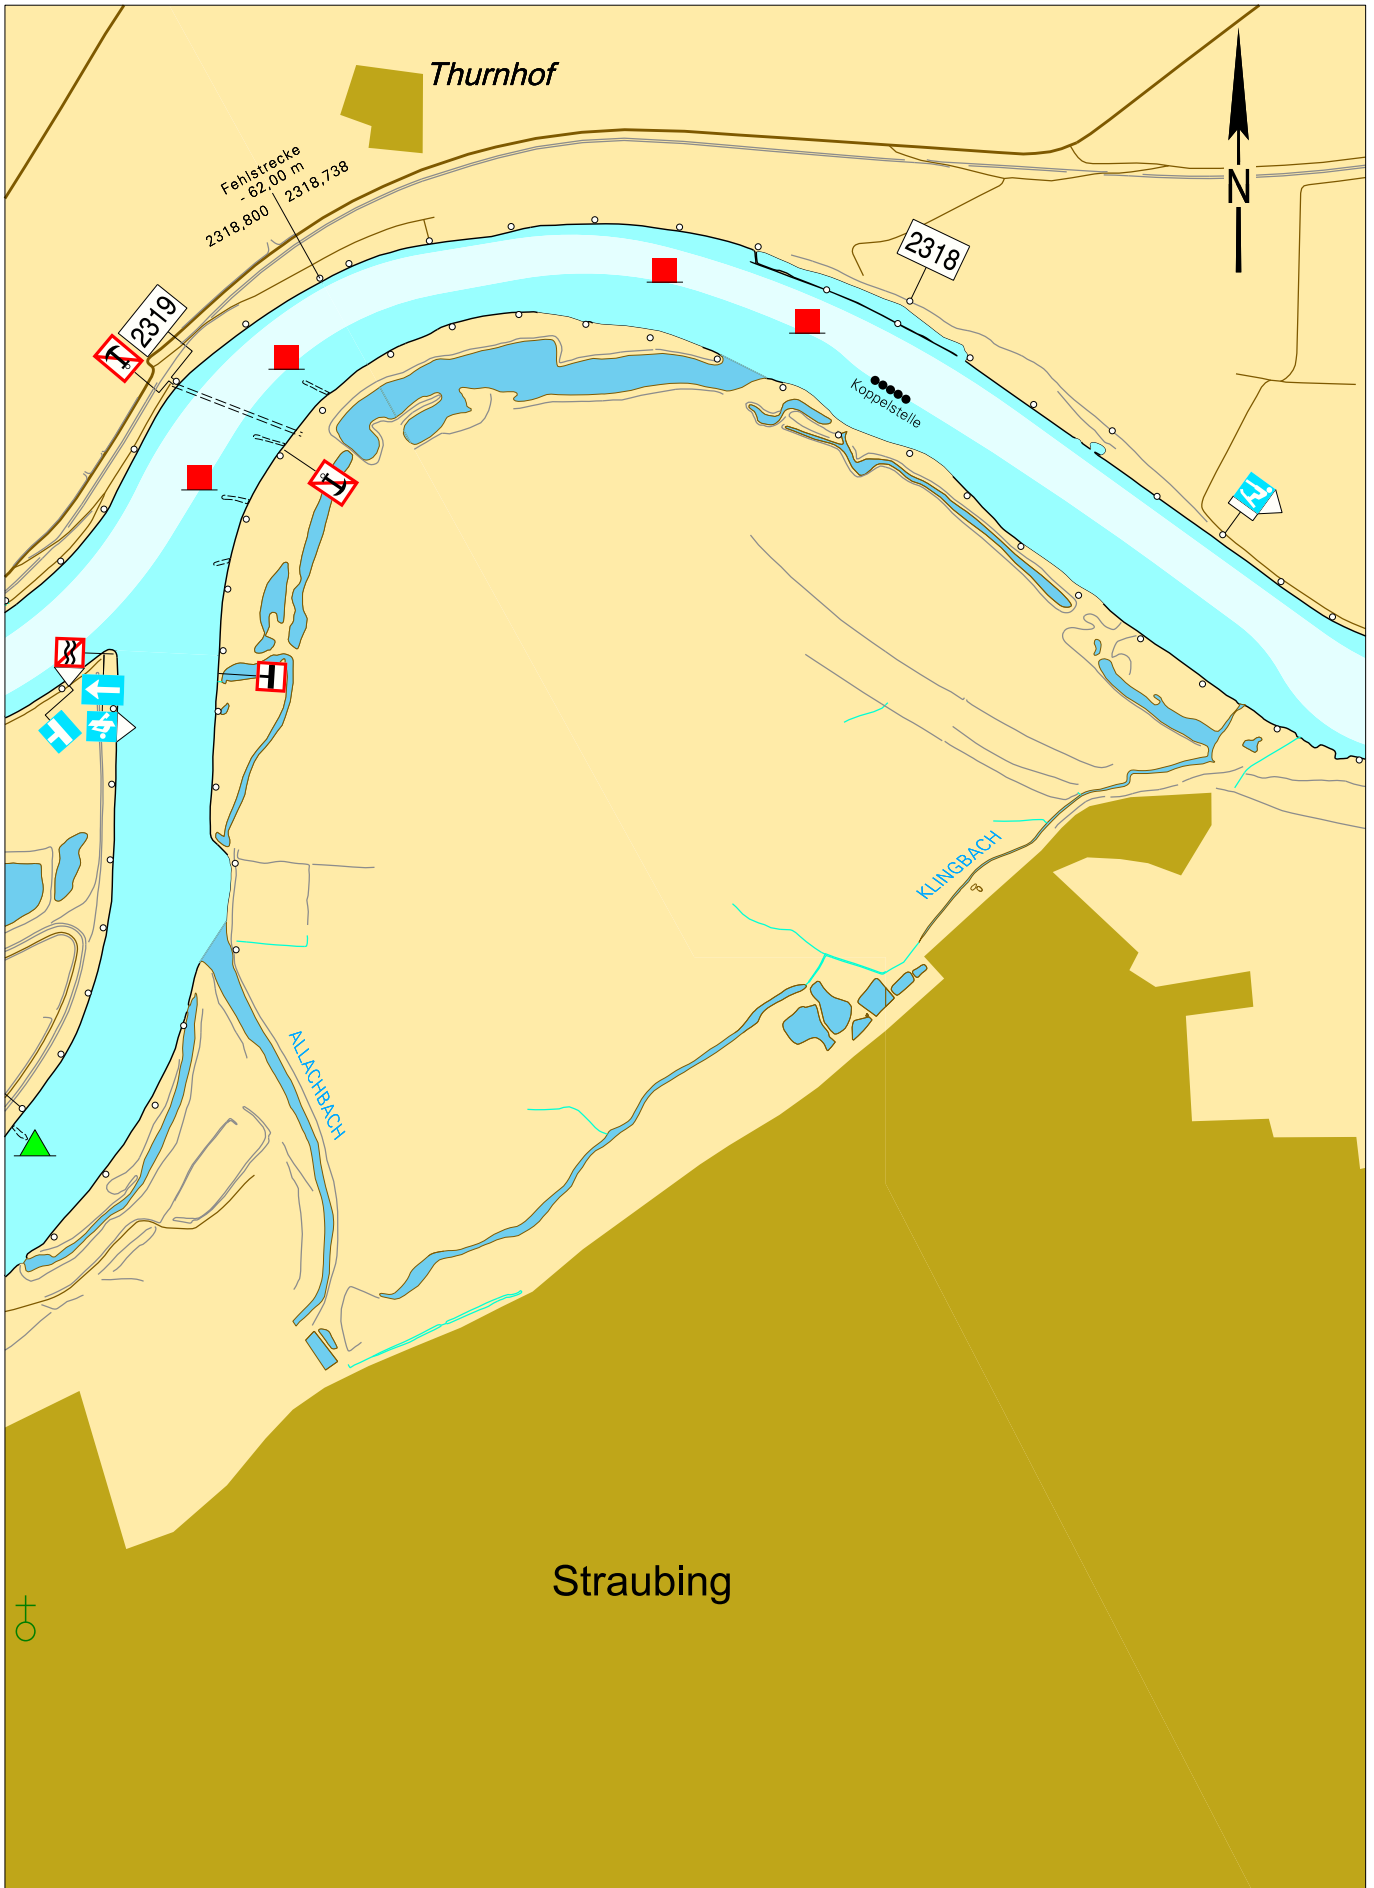 Thurnhof
Fehlstrecke
- 62,00 m
2318,800 2318,738
N
2318
2319
Koppelstelle
KLINGBACH
ALLACHBACH
Straubing